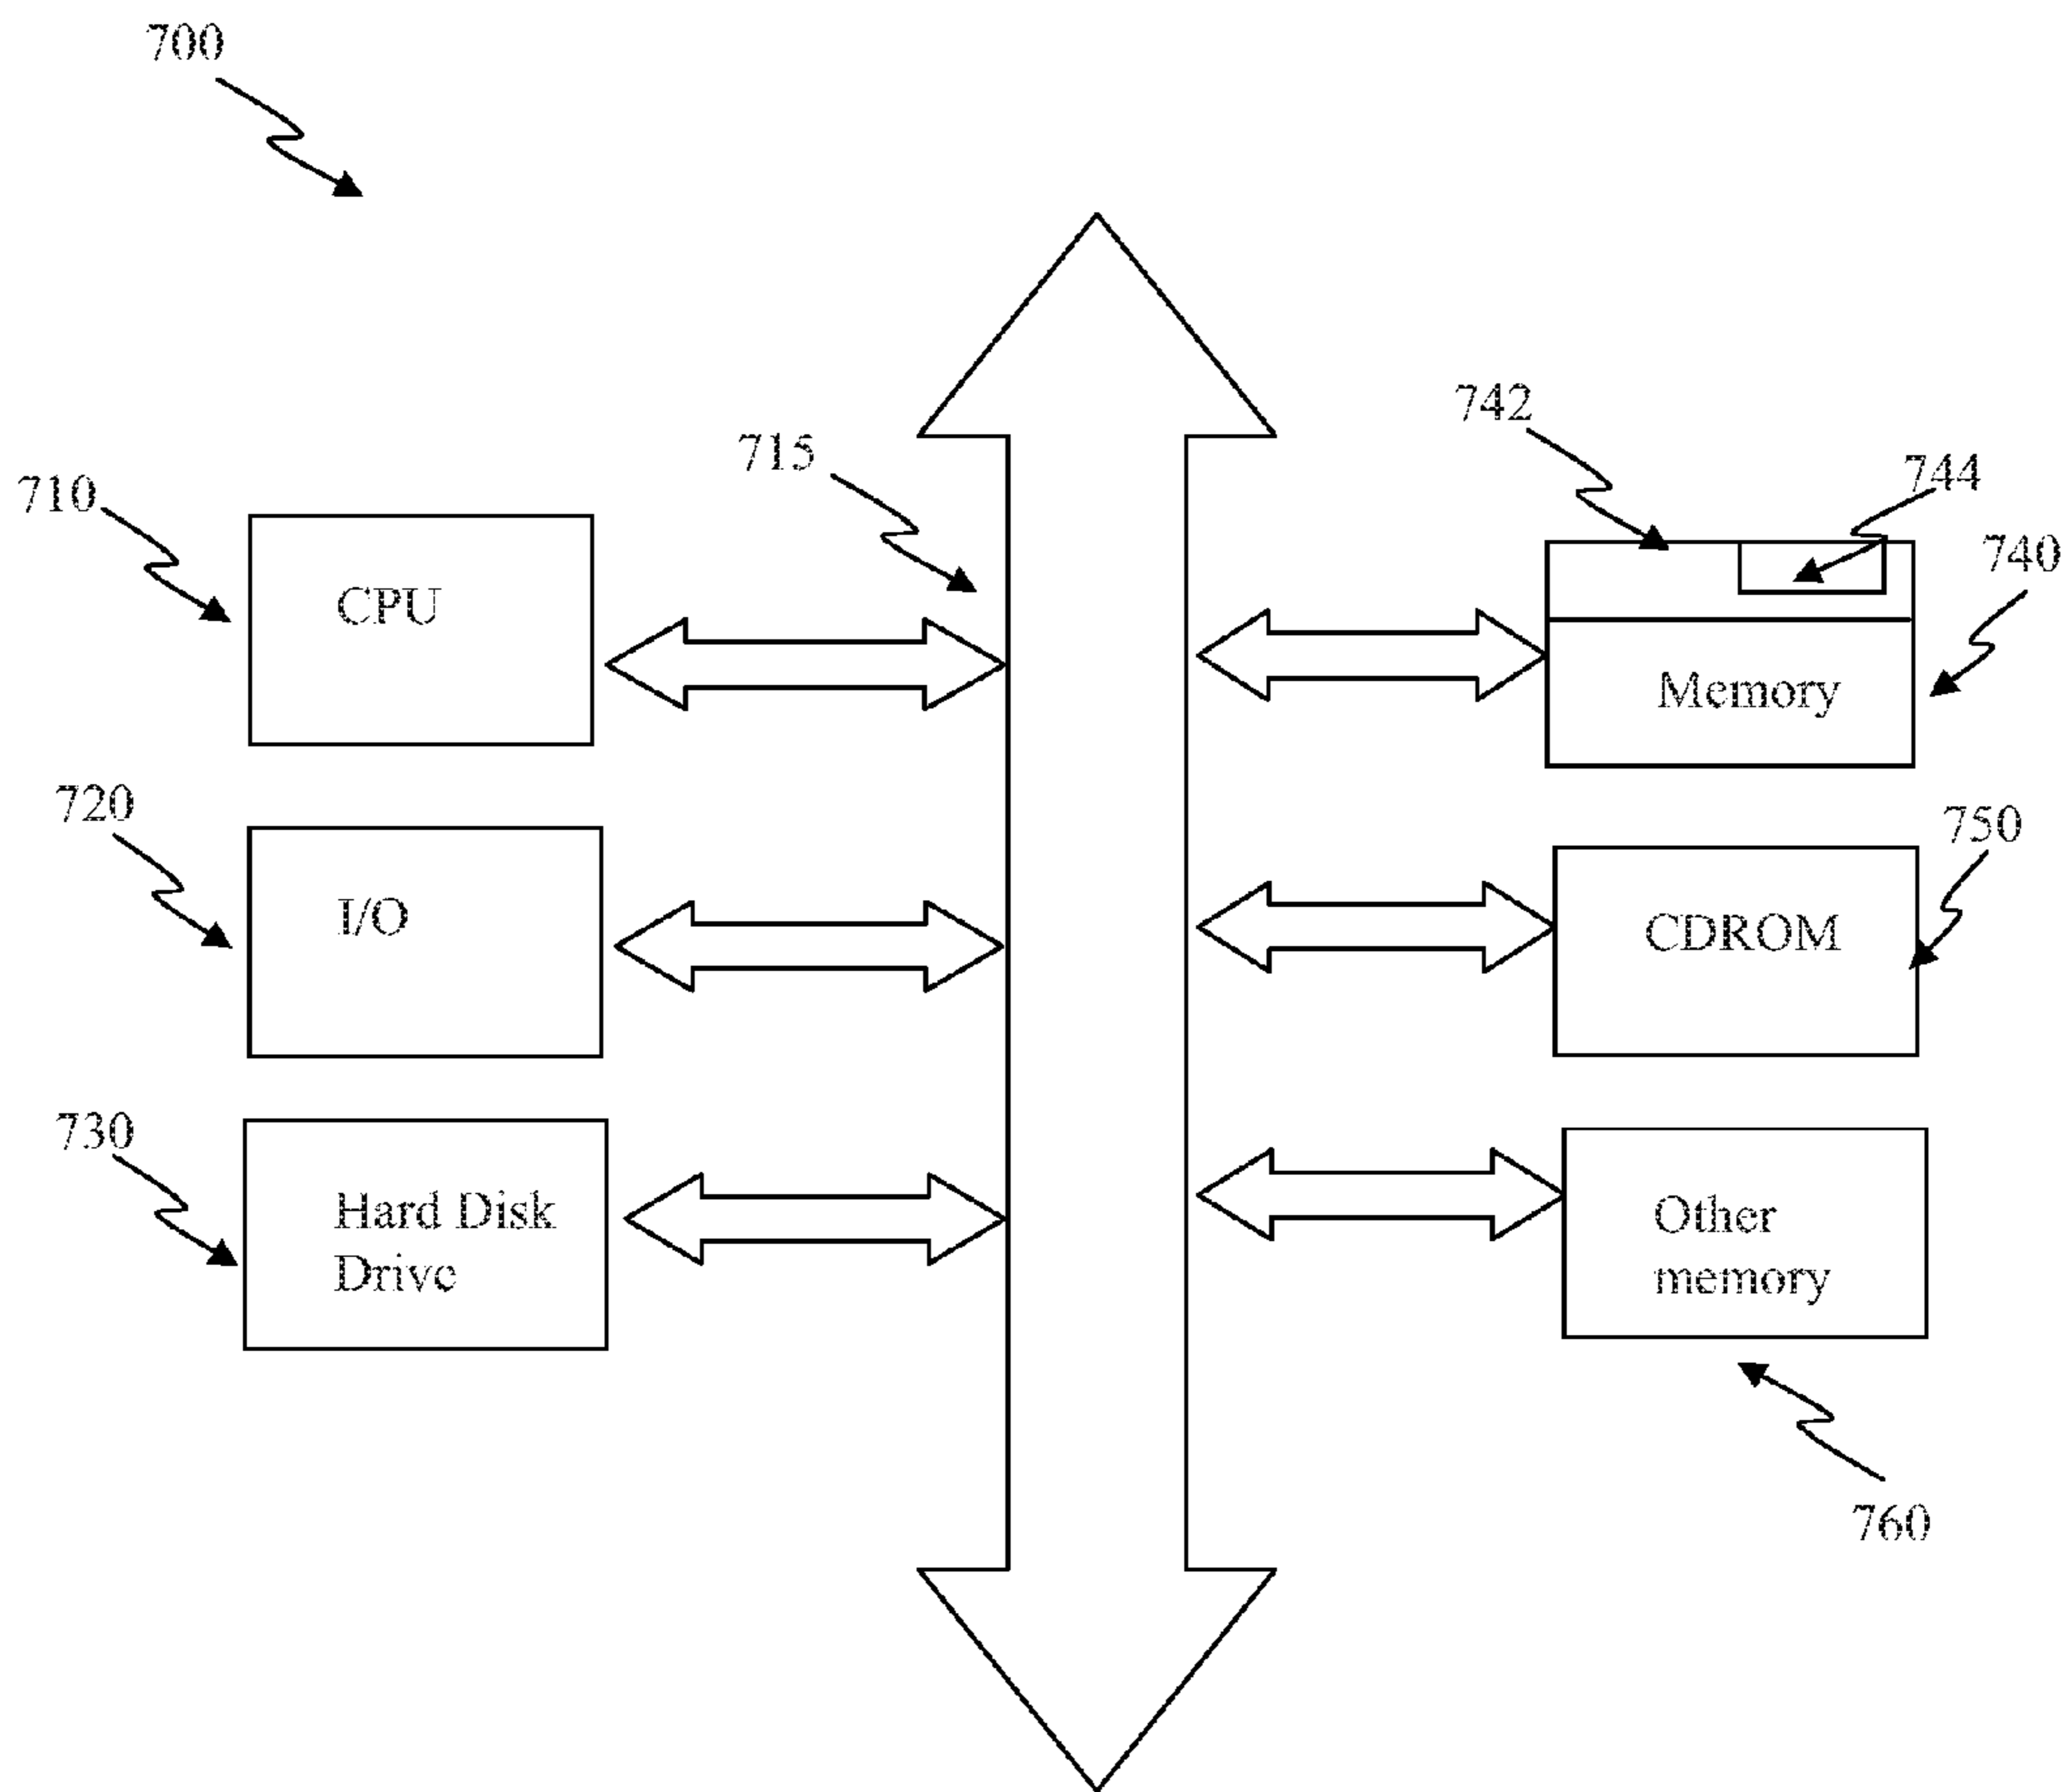 700
742
715
744
710
740
CPU
Memory
720
750
I/O
CDROM
730
Hard Disk
Drive
Other
memory
760